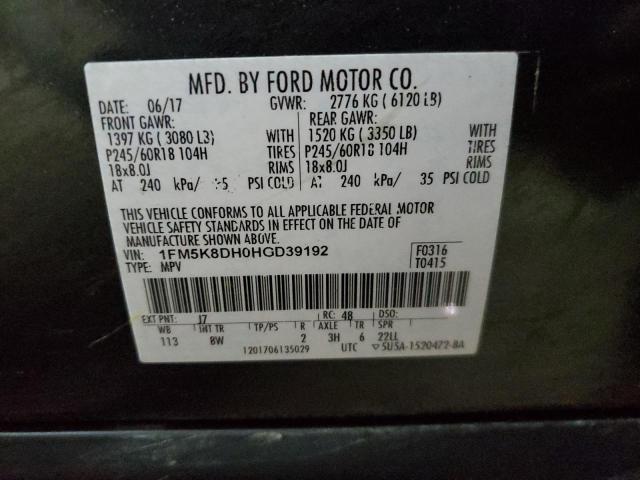 MFD. BY FORD MOTOR CO.
DATE: 06/17 GVWR: 2776 KG ( 6120 LB)
FRONT GAWR: REAR GAWR:
1397 KG ( 3080 LB) WITH 1520 KG ( 3350 LB) WITH
P245/60R18 104H TIRES P245/60R18 104H TIRES
18x8.0J RIMS 18x8.0J RIMS
AT 240 kPa/ 35 PSI COLD AT 240 kPa/ 35 PSI COLD
THIS VEHICLE CONFORMS TO ALL APPLICABLE FEDERAL MOTOR
VEHICLE SAFETY STANDARDS IN EFFECT ON THE DATE OF
MANUFACTURE SHOWN ABOVE.
VIN: 1FM5K8DH0HGD39192 F0316
TYPE: MPV T0415
EXT PNT: J7 RC: 48 DSO:
WB INT TR TP/PS R AXLE TR SPR
113 8W 2 3H 6 22LL
1201706135029 UTC ▽5U5A-1520472-BA